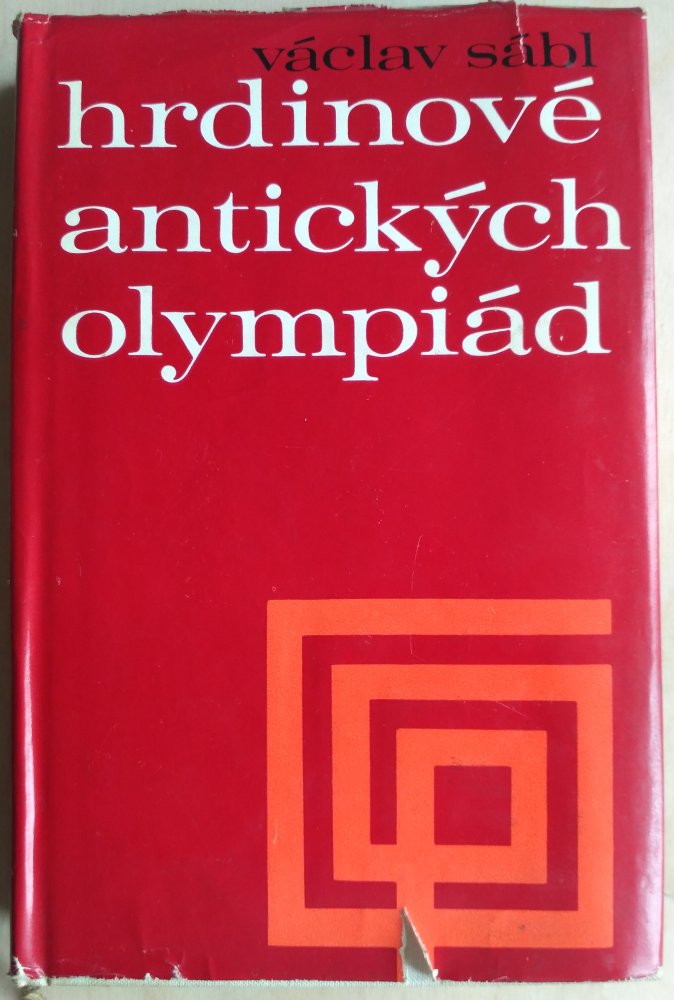 václav sábl
hrdinové
antických
olympiád